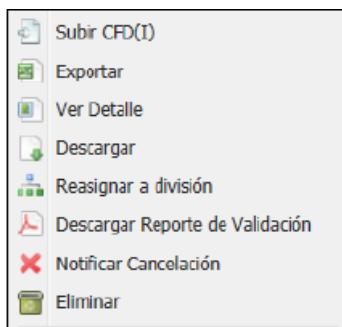 Subir CFD(I)
Exportar
Ver Detalle
Descargar
Reasignar a división
Descargar Reporte de Validación
Notificar Cancelación
Eliminar